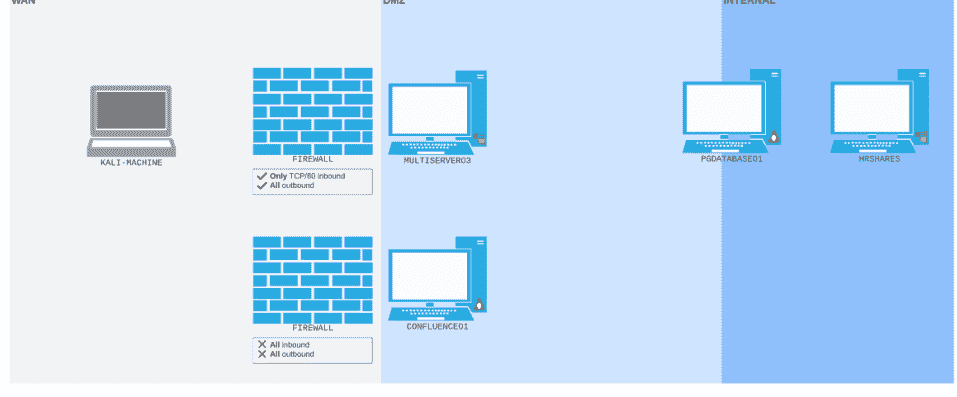 WAN
DMZ
INTERNAL
KALI-MACHINE
FIREWALL
MULTISERVER03
PGDATABASE01
HRSHARES
Only TCP/80 inbound
All outbound
FIREWALL
CONFLUENCE01
All inbound
All outbound